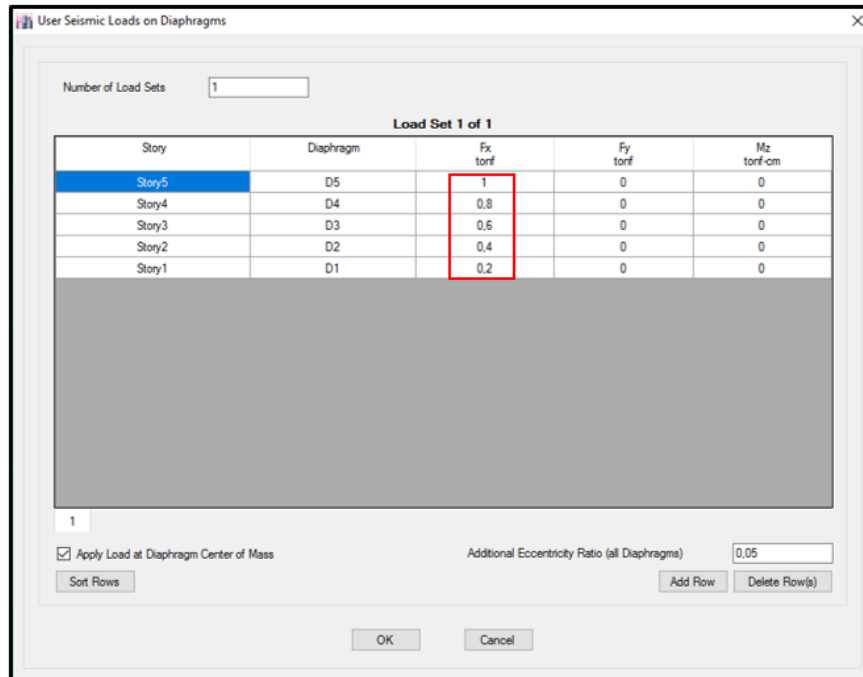 User Seismic Loads on Diaphragms
Number of Load Sets 1
Load Set 1 of 1
Story Diaphragm Fx Fy Mz
tonf tonf tonf-cm
Story5 D5 1 0 0
Story4 D4 0,8 0 0
Story3 D3 0,6 0 0
Story2 D2 0,4 0 0
Story1 D1 0,2 0 0
1
Apply Load at Diaphragm Center of Mass Additional Eccentricity Ratio (all Diaphragms) 0,05
Sort Rows Add Row Delete Row(s)
OK Cancel